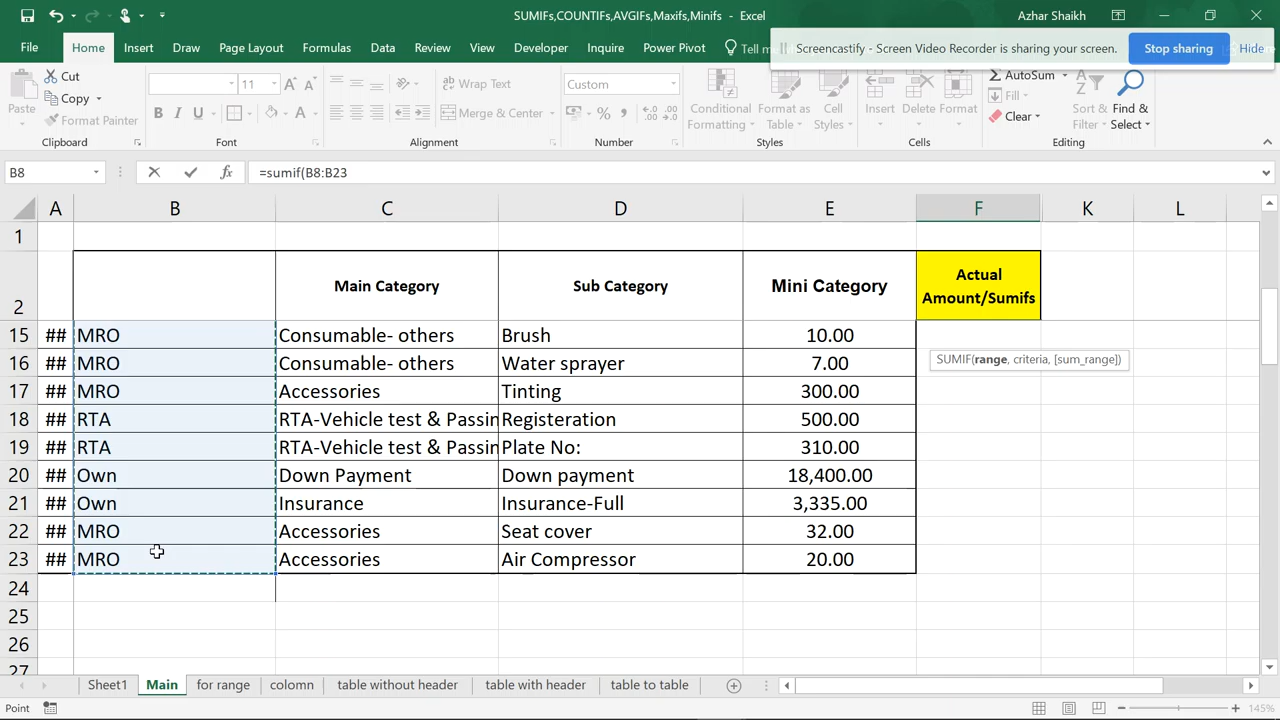 SUMIFs,COUNTIFs,AVGIFs,Maxifs,Minifs - Excel
Azhar Shaikh
File Home Insert Draw Page Layout Formulas Data Review View Developer Inquire Power Pivot Tell me
Screencastify - Screen Video Recorder is sharing your screen. Stop sharing Hide
Paste
Cut
Copy
Format Painter
Clipboard
11
B I U
Font
Wrap Text
Merge & Center
Alignment
Custom
Number
Conditional Formatting
Format as Table
Cell Styles
Styles
Insert Delete Format
Cells
AutoSum
Fill
Clear
Sort & Filter
Find & Select
Editing
B8 =sumif(B8:B23
A B C D E F K L
1
2 Main Category Sub Category Mini Category Actual Amount/Sumifs
15 ## MRO Consumable- others Brush 10.00
SUMIF(range, criteria, [sum_range])
16 ## MRO Consumable- others Water sprayer 7.00
17 ## MRO Accessories Tinting 300.00
18 ## RTA RTA-Vehicle test & Passin Registeration 500.00
19 ## RTA RTA-Vehicle test & Passin Plate No: 310.00
20 ## Own Down Payment Down payment 18,400.00
21 ## Own Insurance Insurance-Full 3,335.00
22 ## MRO Accessories Seat cover 32.00
23 ## MRO Accessories Air Compressor 20.00
24
25
26
27
Sheet1 Main for range colomn table without header table with header table to table
Point 145%